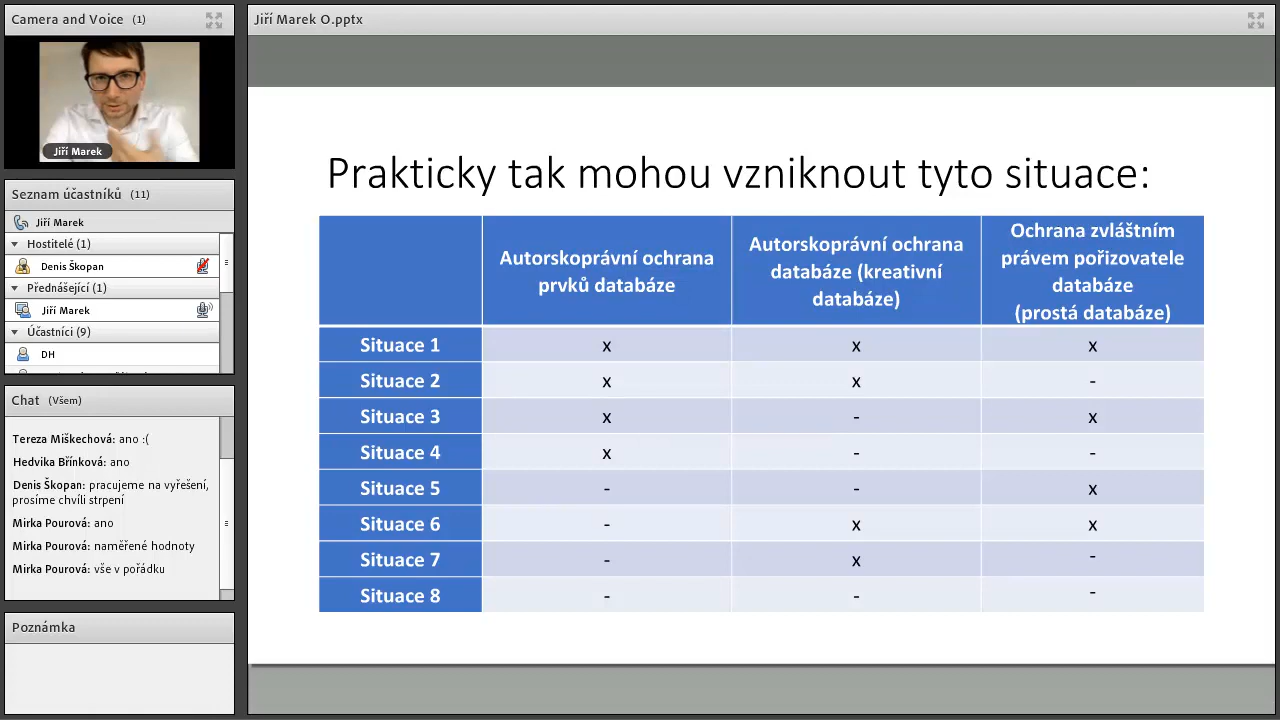 Camera and Voice (1)
Jiří Marek
Seznam účastníků (11)
Jiří Marek
Hostitelé (1)
Denis Škopan
Přednášející (1)
Jiří Marek
Účastníci (9)
DH
Chat (Všem)
Tereza Miškechová: ano :(
Hedvika Břínková: ano
Denis Škopan: pracujeme na vyřešení,
prosíme chvíli strpení
Mirka Pourová: ano
Mirka Pourová: naměřené hodnoty
Mirka Pourová: vše v pořádku
Poznámka
Jiří Marek O.pptx
Prakticky tak mohou vzniknout tyto situace:
Autorskoprávní ochrana
prvků databáze
Autorskoprávní ochrana
databáze (kreativní
databáze)
Ochrana zvláštním
právem pořizovatele
databáze
(prostá databáze)
Situace 1 x x x
Situace 2 x x -
Situace 3 x - x
Situace 4 x - -
Situace 5 - - x
Situace 6 - x x
Situace 7 - x -
Situace 8 - - -